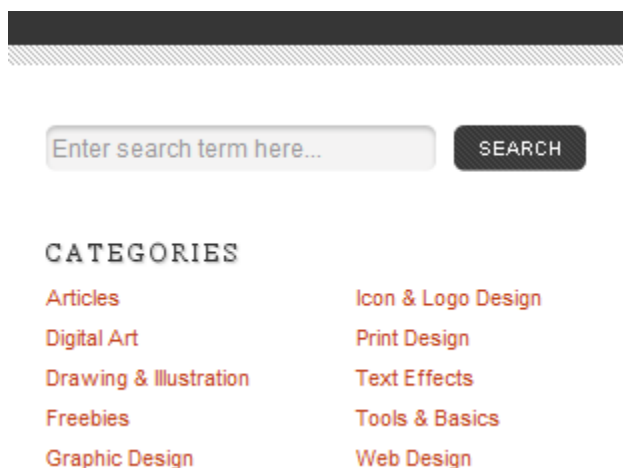 Enter search term here...
SEARCH
CATEGORIES
Articles
Digital Art
Drawing & Illustration
Freebies
Graphic Design
Icon & Logo Design
Print Design
Text Effects
Tools & Basics
Web Design